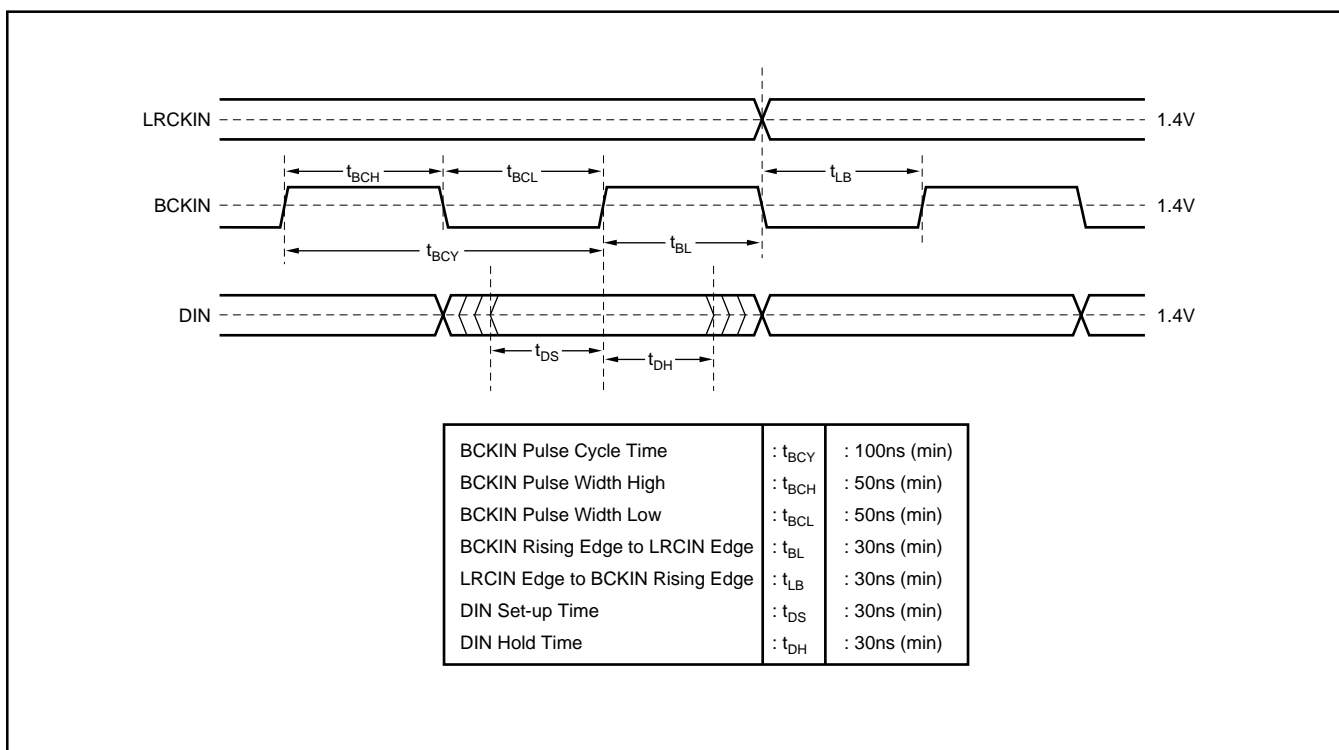 LRCKIN 1.4V
tBCH tBCL tLB
BCKIN 1.4V
tBCY tBL
DIN 1.4V
tDS tDH
BCKIN Pulse Cycle Time : tBCY : 100ns (min)
BCKIN Pulse Width High : tBCH : 50ns (min)
BCKIN Pulse Width Low : tBCL : 50ns (min)
BCKIN Rising Edge to LRCIN Edge : tBL : 30ns (min)
LRCIN Edge to BCKIN Rising Edge : tLB : 30ns (min)
DIN Set-up Time : tDS : 30ns (min)
DIN Hold Time : tDH : 30ns (min)